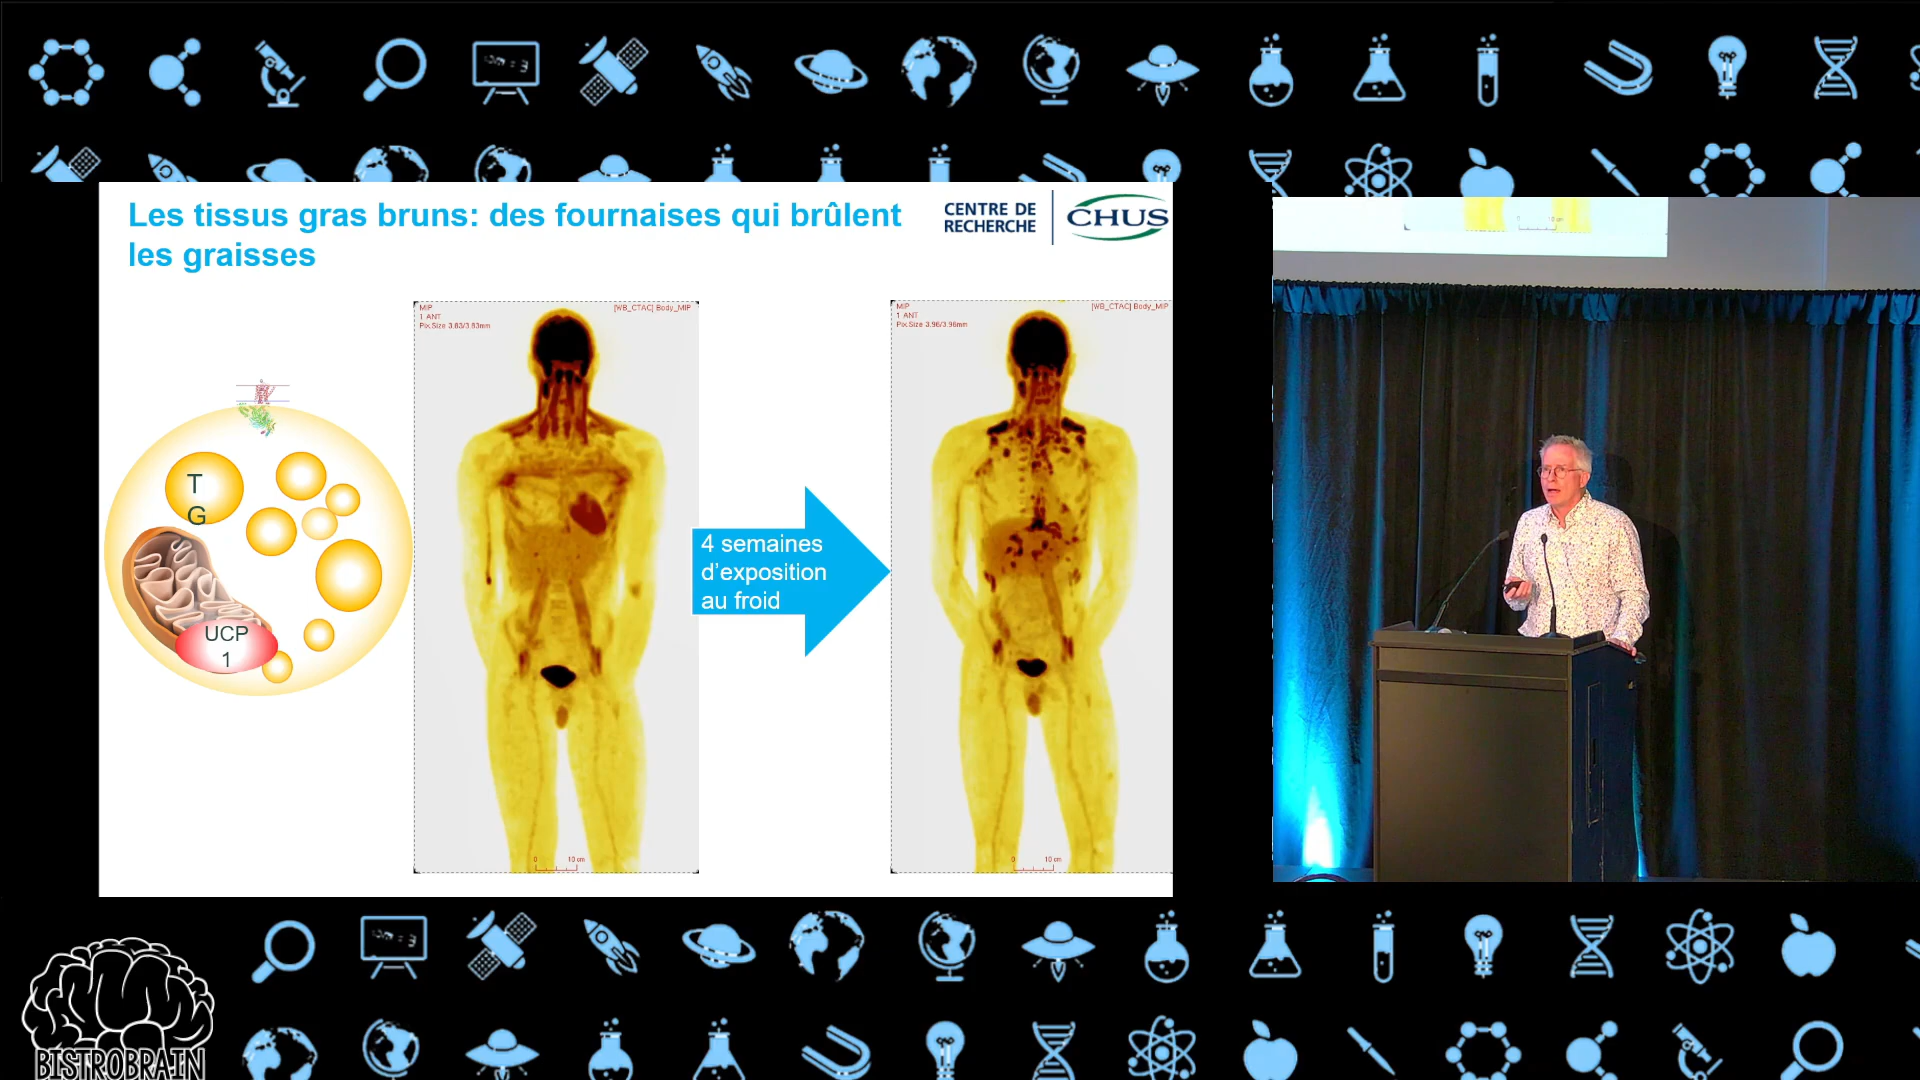 Les tissus gras bruns: des fournaises qui brûlent
les graisses
CENTRE DE
RECHERCHE
CHUS
MIP
1 ANT
Pix.Size 3.83/3.83mm
[WB_CTAC] Body_MIP
MIP
1 ANT
Pix.Size 3.96/3.96mm
[WB_CTAC] Body_MIP
T
G
UCP
1
4 semaines
d'exposition
au froid
0 10 cm
0 10 cm
BISTROBRAIN